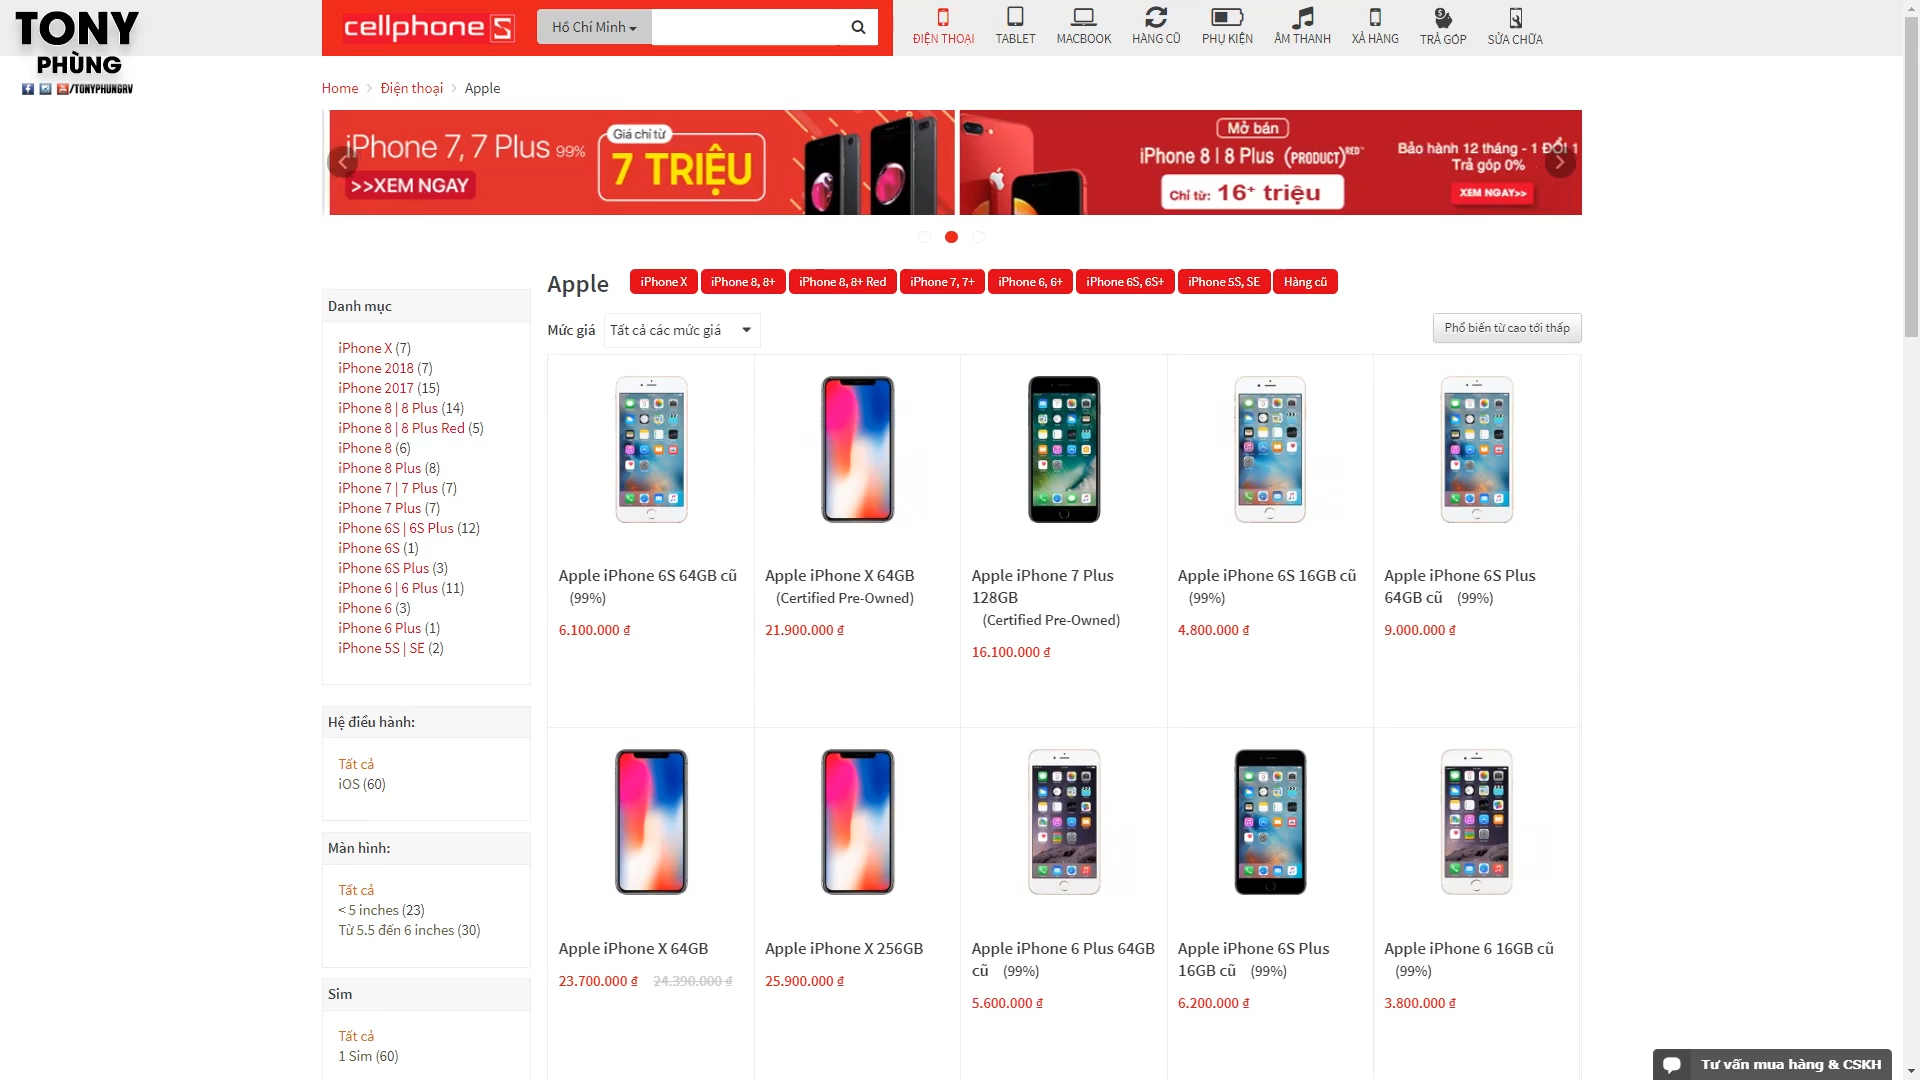 TONY
PHÙNG
/TONYPHUNGRV
cellphoneS
Hồ Chí Minh
ĐIỆN THOẠI
TABLET
MACBOOK
HÀNG CŨ
PHỤ KIỆN
ÂM THANH
XẢ HÀNG
TRẢ GÓP
SỬA CHỮA
Home > Điện thoại > Apple
iPhone 7, 7 Plus 99%
>>XEM NGAY
Giá chỉ từ
7 TRIỆU
Mở bán
iPhone 8 | 8 Plus (PRODUCT)RED™
Chỉ từ: 16+ triệu
Bảo hành 12 tháng - 1 ĐỔI 1
Trả góp 0%
XEM NGAY>>
Danh mục
iPhone X (7)
iPhone 2018 (7)
iPhone 2017 (15)
iPhone 8 | 8 Plus (14)
iPhone 8 | 8 Plus Red (5)
iPhone 8 (6)
iPhone 8 Plus (8)
iPhone 7 | 7 Plus (7)
iPhone 7 Plus (7)
iPhone 6S | 6S Plus (12)
iPhone 6S (1)
iPhone 6S Plus (3)
iPhone 6 | 6 Plus (11)
iPhone 6 (3)
iPhone 6 Plus (1)
iPhone 5S | SE (2)
Hệ điều hành:
Tất cả
iOS (60)
Màn hình:
Tất cả
< 5 inches (23)
Từ 5.5 đến 6 inches (30)
Sim
Tất cả
1 Sim (60)
Apple
iPhone X
iPhone 8, 8+
iPhone 8, 8+ Red
iPhone 7, 7+
iPhone 6, 6+
iPhone 6S, 6S+
iPhone 5S, SE
Hàng cũ
Mức giá
Tất cả các mức giá
Phổ biến từ cao tới thấp
Apple iPhone 6S 64GB cũ
(99%)
6.100.000 ₫
Apple iPhone X 64GB
(Certified Pre-Owned)
21.900.000 ₫
Apple iPhone 7 Plus
128GB
(Certified Pre-Owned)
16.100.000 ₫
Apple iPhone 6S 16GB cũ
(99%)
4.800.000 ₫
Apple iPhone 6S Plus
64GB cũ (99%)
9.000.000 ₫
Apple iPhone X 64GB
23.700.000 ₫ 24.390.000 ₫
Apple iPhone X 256GB
25.900.000 ₫
Apple iPhone 6 Plus 64GB
cũ (99%)
5.600.000 ₫
Apple iPhone 6S Plus
16GB cũ (99%)
6.200.000 ₫
Apple iPhone 6 16GB cũ
(99%)
3.800.000 ₫
Tư vấn mua hàng & CSKH